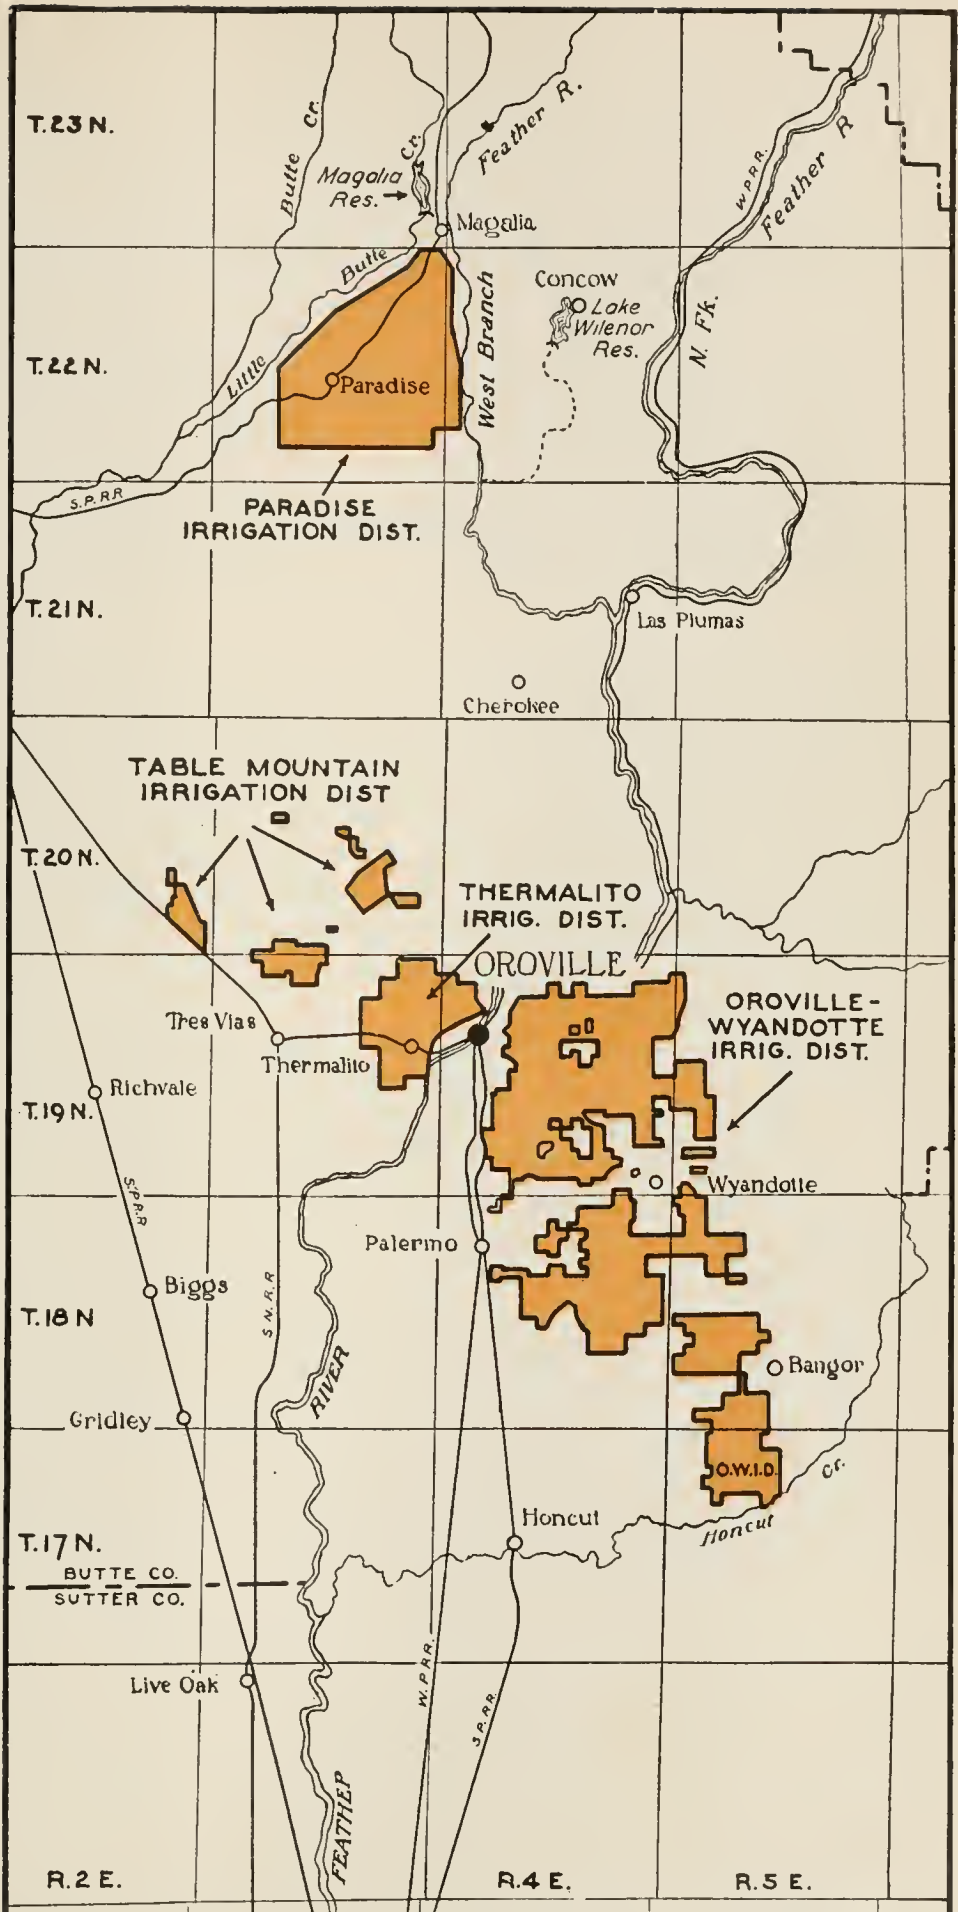 T.23 N.
Butte Cr.
Cr.
Feather R.
W.P.R.R.
Feather R
Magalia
Res.
Magalia
Little Butte
West Branch
Concow
Lake
Wilenor
Res.
N. Fk.
T.22 N.
Paradise
S.P.R.R
PARADISE
IRRIGATION DIST.
T.21 N.
Las Plumas
Cherokee
TABLE MOUNTAIN
IRRIGATION DIST
T.20 N.
THERMALITO
IRRIG. DIST.
OROVILLE
OROVILLE-
WYANDOTTE
IRRIG. DIST.
Tres Vias
Thermalito
Richvale
T.19 N.
S.P.R.R
Wyandotte
Palermo
Biggs
S.N.R.R
T.18 N
RIVER
Bangor
Gridley
O.W.I.D.
Honcut
Honcut Cr.
T.17 N.
BUTTE CO.
SUTTER CO.
Live Oak
W.P.R.R.
S.P.R.R.
FEATHEP
R.2 E.
R.4 E.
R.5 E.